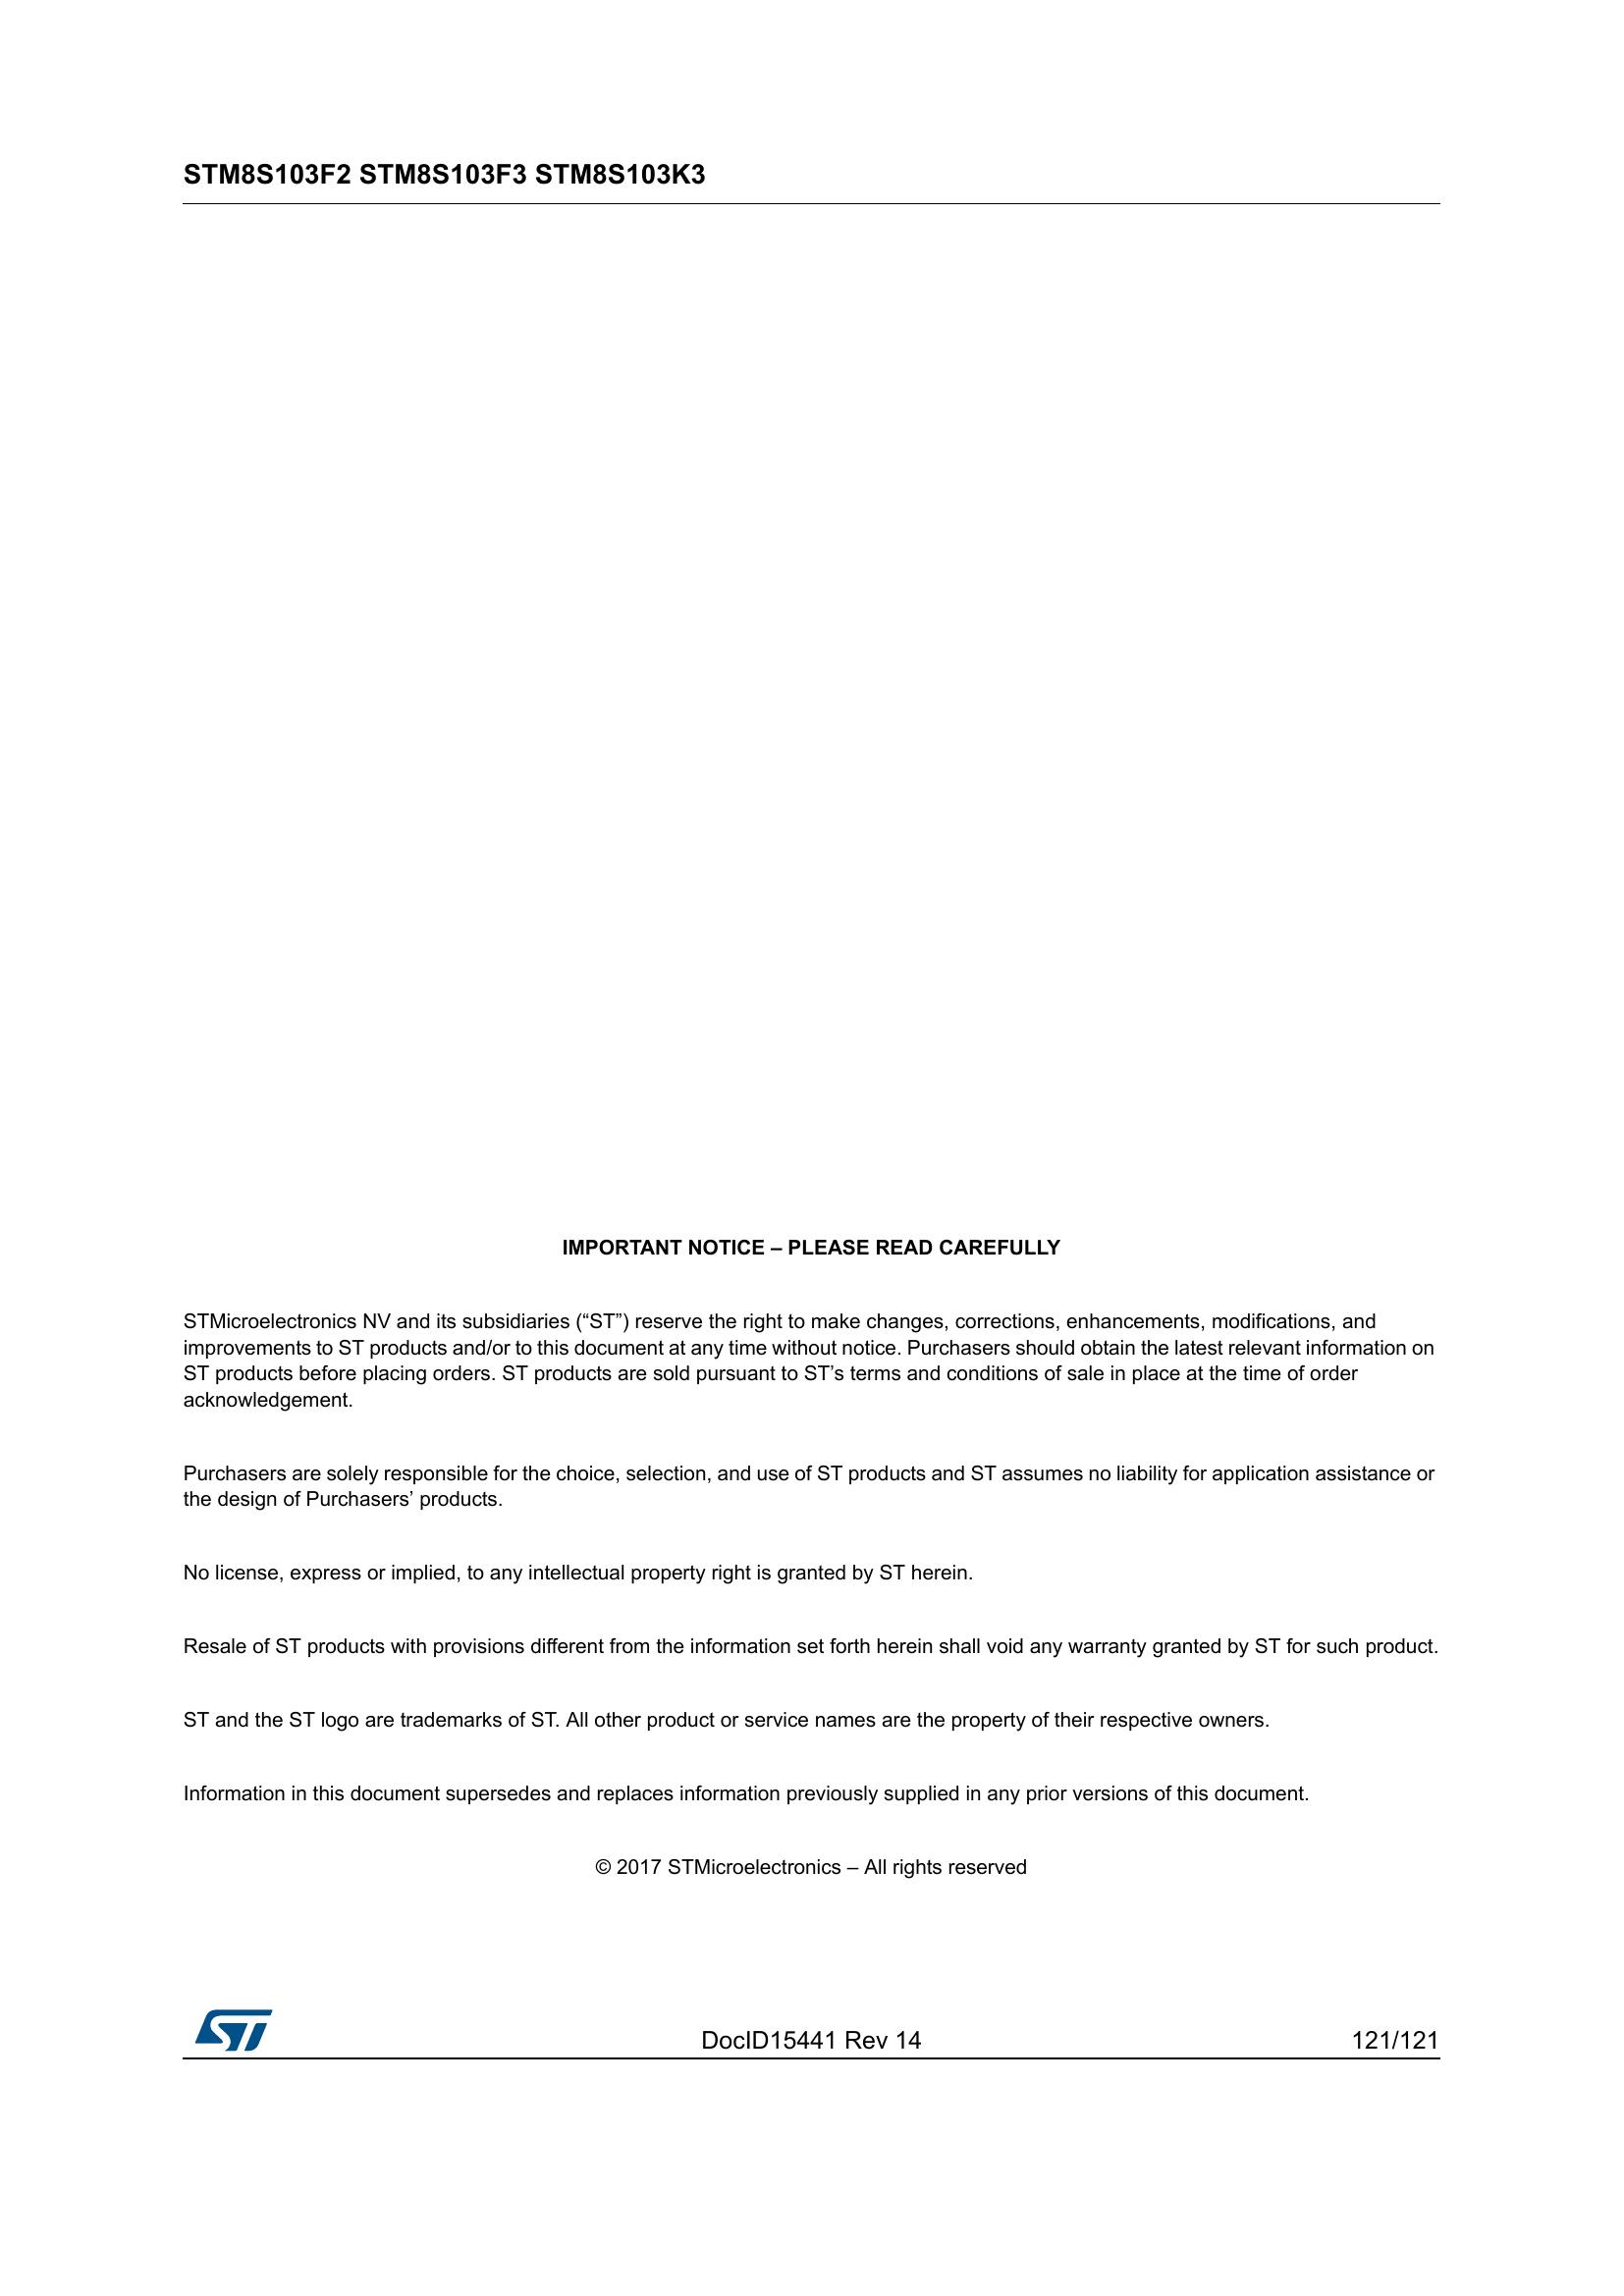 STM8S103F2 STM8S103F3 STM8S103K3
IMPORTANT NOTICE – PLEASE READ CAREFULLY
STMicroelectronics NV and its subsidiaries (“ST”) reserve the right to make changes, corrections, enhancements, modifications, and
improvements to ST products and/or to this document at any time without notice. Purchasers should obtain the latest relevant information on
ST products before placing orders. ST products are sold pursuant to ST’s terms and conditions of sale in place at the time of order
acknowledgement.
Purchasers are solely responsible for the choice, selection, and use of ST products and ST assumes no liability for application assistance or
the design of Purchasers’ products.
No license, express or implied, to any intellectual property right is granted by ST herein.
Resale of ST products with provisions different from the information set forth herein shall void any warranty granted by ST for such product.
ST and the ST logo are trademarks of ST. All other product or service names are the property of their respective owners.
Information in this document supersedes and replaces information previously supplied in any prior versions of this document.
© 2017 STMicroelectronics – All rights reserved
ST DocID15441 Rev 14 121/121